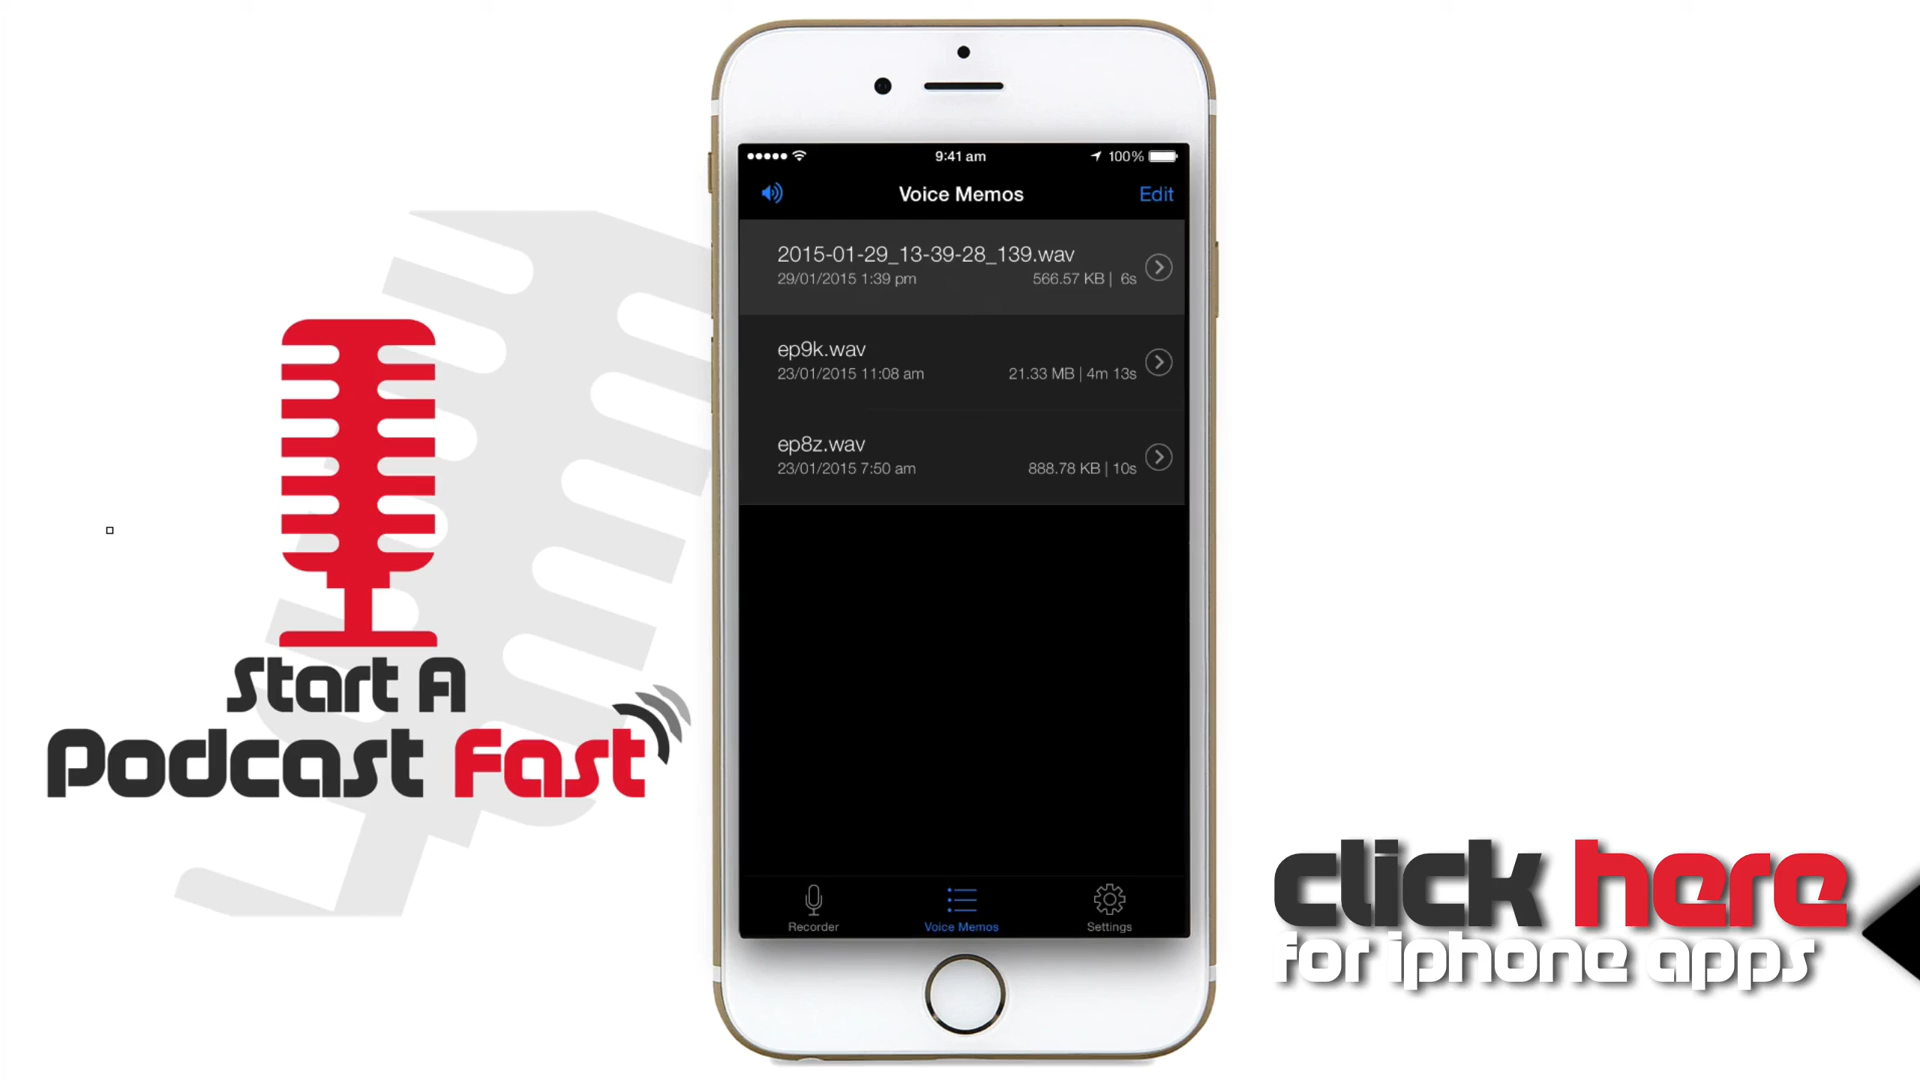 9:41 am
100%
Voice Memos
Edit
2015-01-29_13-39-28_139.wav
29/01/2015 1:39 pm
566.57 KB | 6s
ep9k.wav
23/01/2015 11:08 am
21.33 MB | 4m 13s
ep8z.wav
23/01/2015 7:50 am
888.78 KB | 10s
Recorder
Voice Memos
Settings
Start A
Podcast Fast
click here
for iphone apps